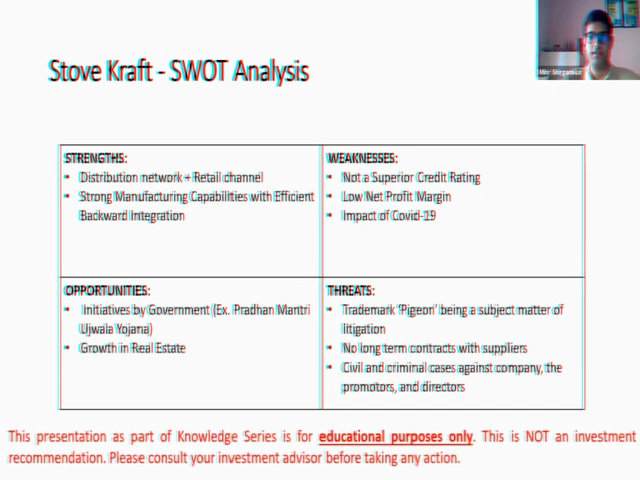 Stove Kraft - SWOT Analysis
STRENGTHS:
Distribution network + Retail channel
Strong Manufacturing Capabilities with Efficient
Backward Integration
WEAKNESSES:
Not a Superior Credit Rating
Low Net Profit Margin
Impact of Covid-19
OPPORTUNITIES:
Initiatives by Government (Ex. Pradhan Mantri
Ujwala Yojana)
Growth in Real Estate
THREATS:
Trademark 'Pigeon' being a subject matter of
litigation
No long term contracts with suppliers
Civil and criminal cases against company, the
promotors, and directors
This presentation as part of Knowledge Series is for educational purposes only. This is NOT an investment
recommendation. Please consult your investment advisor before taking any action.